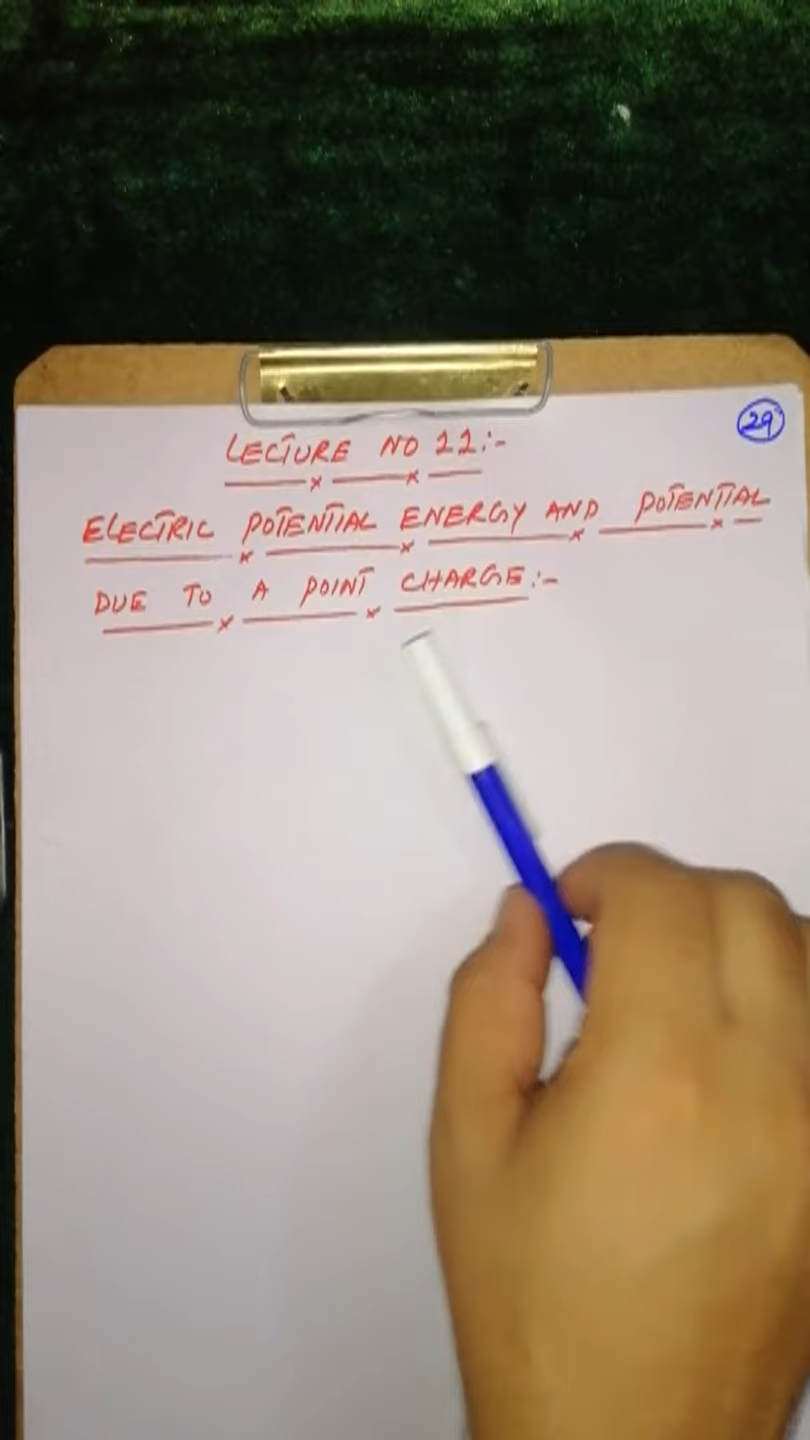 29
LECTURE NO 11:-
ELECTRIC POTENTIAL ENERGY AND POTENTIAL
DUE TO A POINT CHARGE:-